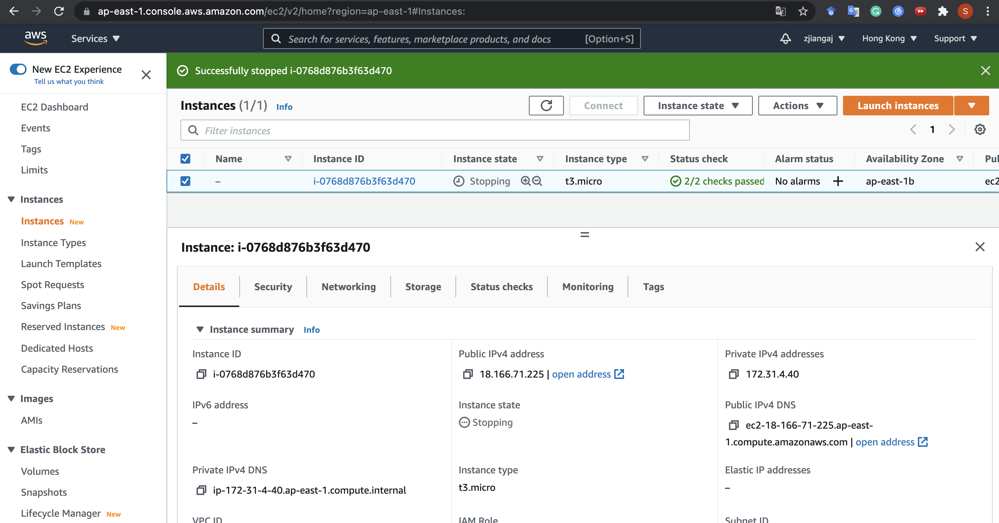 ap-east-1.console.aws.amazon.com/ec2/v2/home?region=ap-east-1#Instances:
S
aws
Services
Search for services, features, marketplace products, and docs
[Option+S]
zjiangaj
Hong Kong
Support
New EC2 Experience
Tell us what you think
Successfully stopped i-0768d876b3f63d470
EC2 Dashboard
Events
Tags
Limits
Instances
Instances New
Instance Types
Launch Templates
Spot Requests
Savings Plans
Reserved Instances New
Dedicated Hosts
Capacity Reservations
Images
AMIs
Elastic Block Store
Volumes
Snapshots
Lifecycle Manager New
Instances (1/1) Info
Connect
Instance state
Actions
Launch instances
Filter instances
1
Name Instance ID Instance state Instance type Status check Alarm status Availability Zone Pul
– i-0768d876b3f63d470 Stopping t3.micro 2/2 checks passed No alarms + ap-east-1b ec2
Instance: i-0768d876b3f63d470
Details
Security
Networking
Storage
Status checks
Monitoring
Tags
Instance summary Info
Instance ID
i-0768d876b3f63d470
Public IPv4 address
18.166.71.225 | open address
Private IPv4 addresses
172.31.4.40
IPv6 address
–
Instance state
Stopping
Public IPv4 DNS
ec2-18-166-71-225.ap-east-
1.compute.amazonaws.com | open address
Private IPv4 DNS
ip-172-31-4-40.ap-east-1.compute.internal
Instance type
t3.micro
Elastic IP addresses
–
VPC ID
IAM Role
Subnet ID